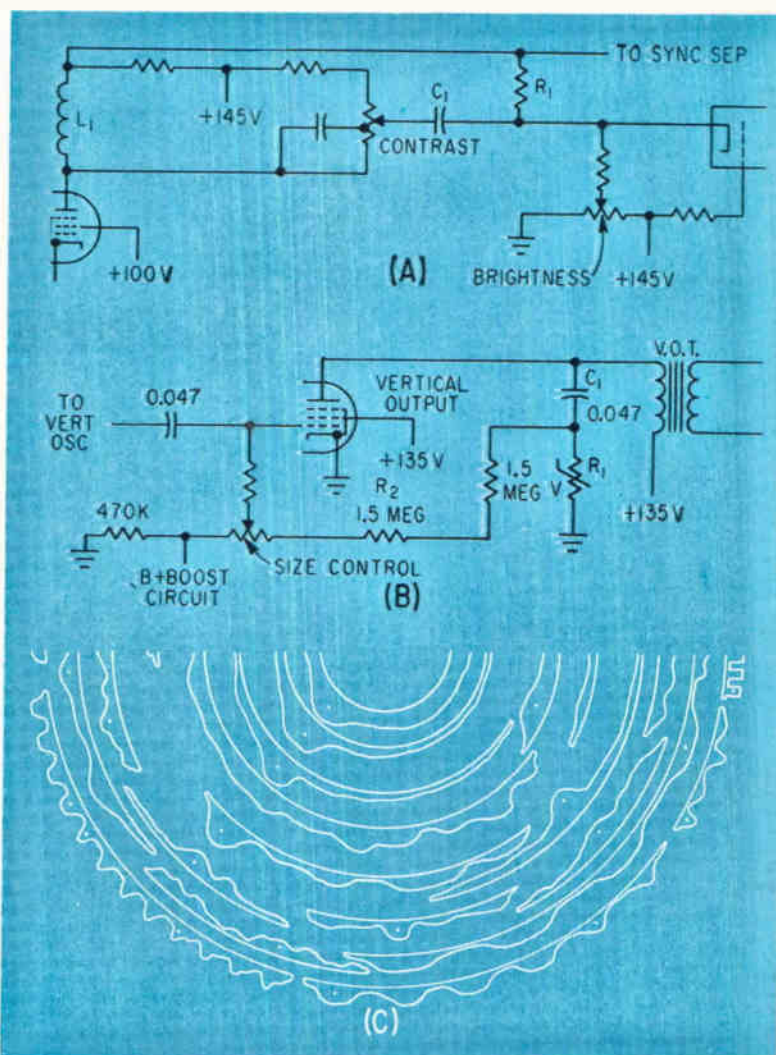 TO SYNC SEP
L1
+145V
C1
R1
CONTRAST
+100V
(A)
BRIGHTNESS
+145V
V.O.T.
TO
VERT
OSC
0.047
VERTICAL
OUTPUT
C1
0.047
+135V
R2
1.5 MEG
1.5
MEG
V
R1
+135V
470K
SIZE CONTROL
B+BOOST
CIRCUIT
(B)
(C)